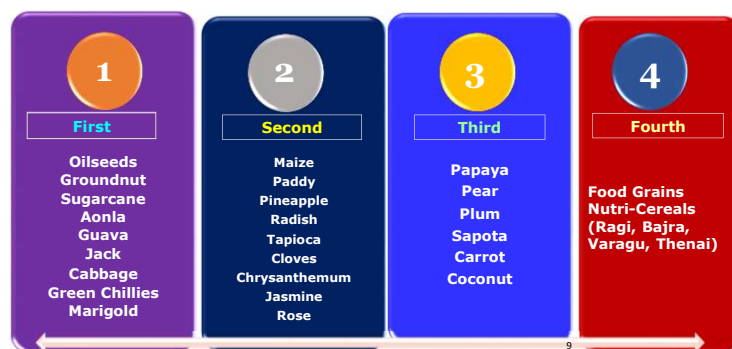 1
First
Oilseeds
Groundnut
Sugarcane
Aonla
Guava
Jack
Cabbage
Green Chillies
Marigold
2
Second
Maize
Paddy
Pineapple
Radish
Tapioca
Cloves
Chrysanthemum
Jasmine
Rose
3
Third
Papaya
Pear
Plum
Sapota
Carrot
Coconut
4
Fourth
Food Grains
Nutri-Cereals
(Ragi, Bajra,
Varagu, Thenai)
9